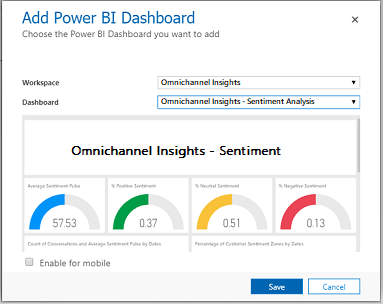 Add Power BI Dashboard
Choose the Power BI Dashboard you want to add
Workspace
Omnichannel Insights
Dashboard
Omnichannel Insights - Sentiment Analysis
Omnichannel Insights - Sentiment
Average Sentiment Pulse
% Positive Sentiment
% Neutral Sentiment
% Negative Sentiment
57.53
0.37
0.51
0.13
Count of Conversations and Average Sentiment Pulse by Dates
Percentage of Customer Sentiment Zones by Dates
Enable for mobile
Save
Cancel